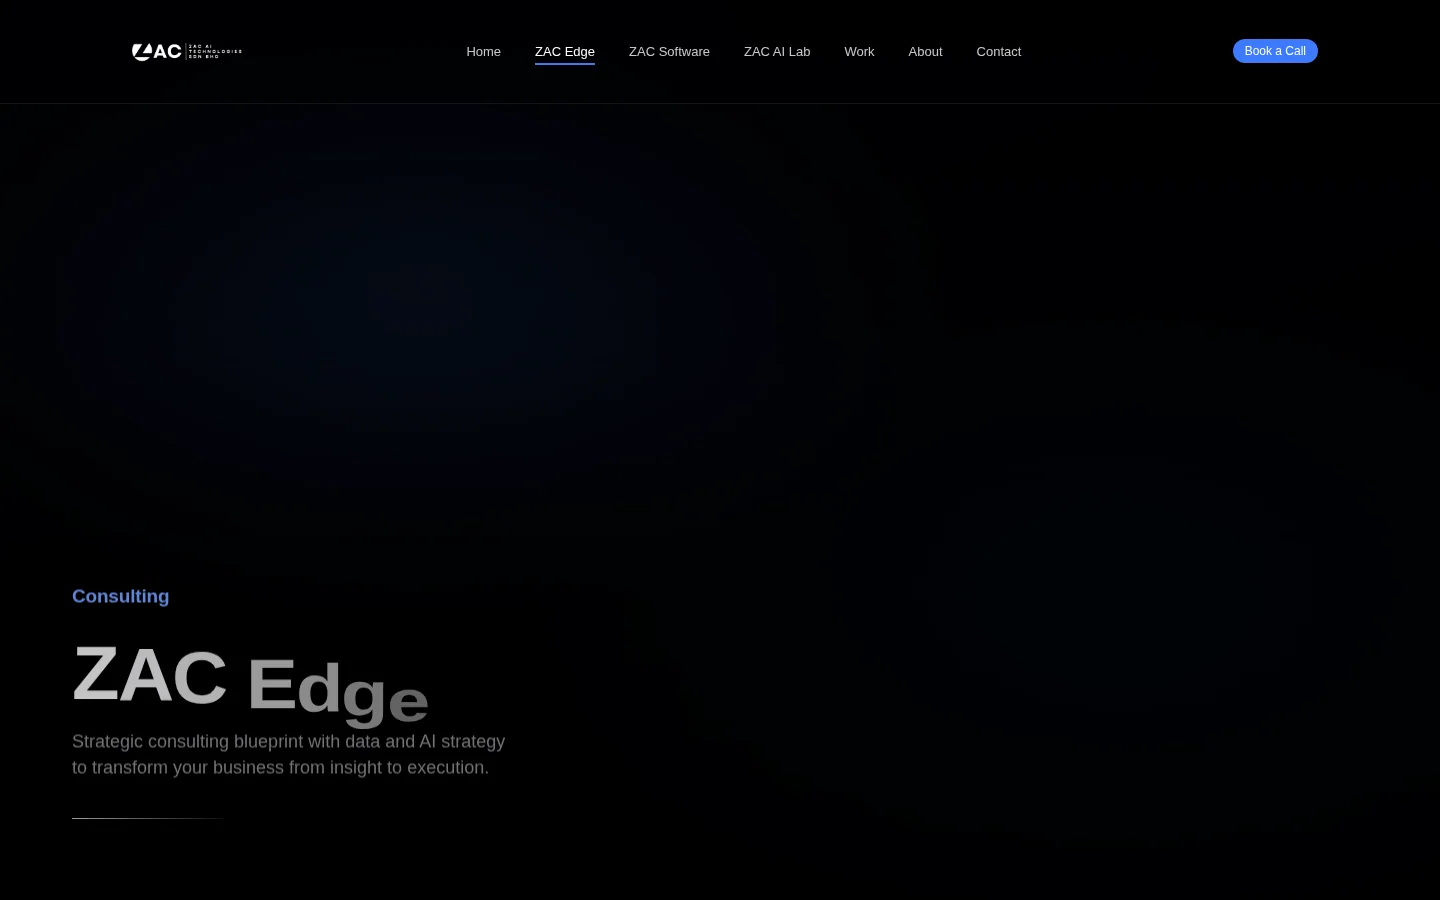 ZAC
ZAC AI
TECHNOLOGIES
SDN BHD
Home
ZAC Edge
ZAC Software
ZAC AI Lab
Work
About
Contact
Book a Call
Consulting
ZAC Edge
Strategic consulting blueprint with data and AI strategy
to transform your business from insight to execution.